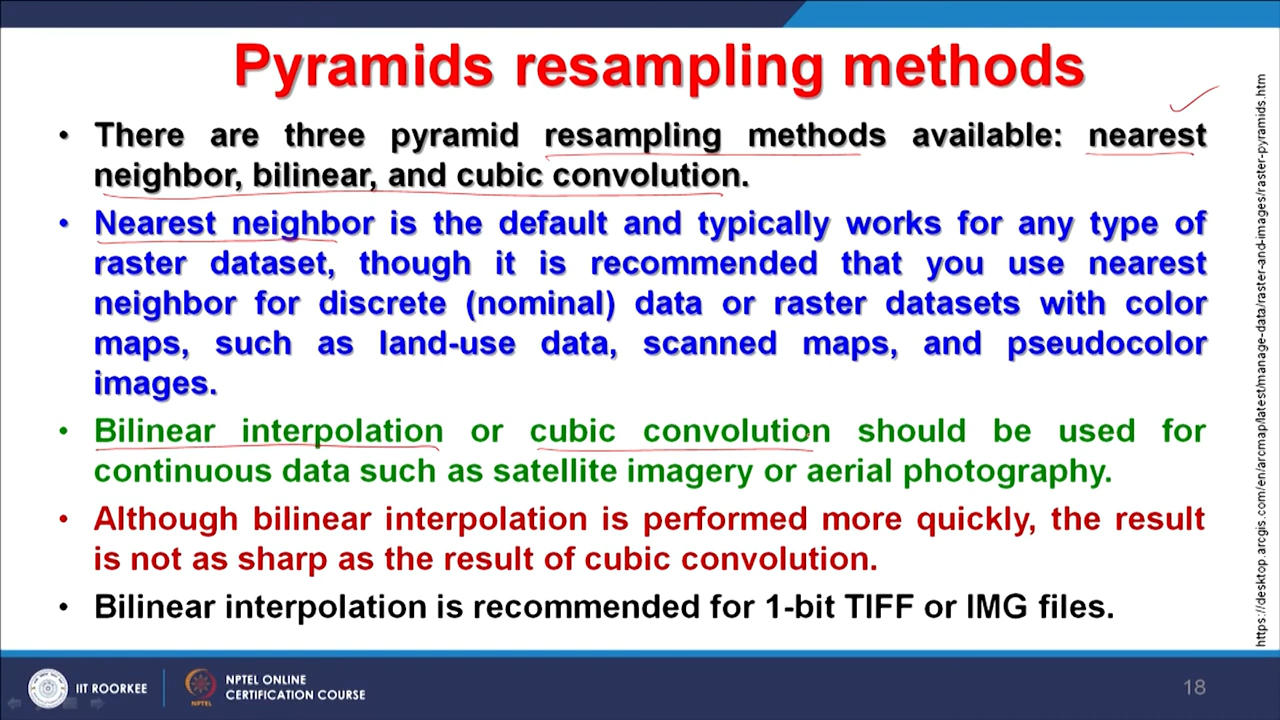 Pyramids resampling methods
• There are three pyramid resampling methods available: nearest
neighbor, bilinear, and cubic convolution.
• Nearest neighbor is the default and typically works for any type of
raster dataset, though it is recommended that you use nearest
neighbor for discrete (nominal) data or raster datasets with color
maps, such as land-use data, scanned maps, and pseudocolor
images.
• Bilinear interpolation or cubic convolution should be used for
continuous data such as satellite imagery or aerial photography.
• Although bilinear interpolation is performed more quickly, the result
is not as sharp as the result of cubic convolution.
• Bilinear interpolation is recommended for 1-bit TIFF or IMG files.
https://desktop.arcgis.com/en/arcmap/latest/manage-data/raster-and-images/raster-pyramids.htm
IIT ROORKEE
NPTEL
NPTEL ONLINE
CERTIFICATION COURSE
18